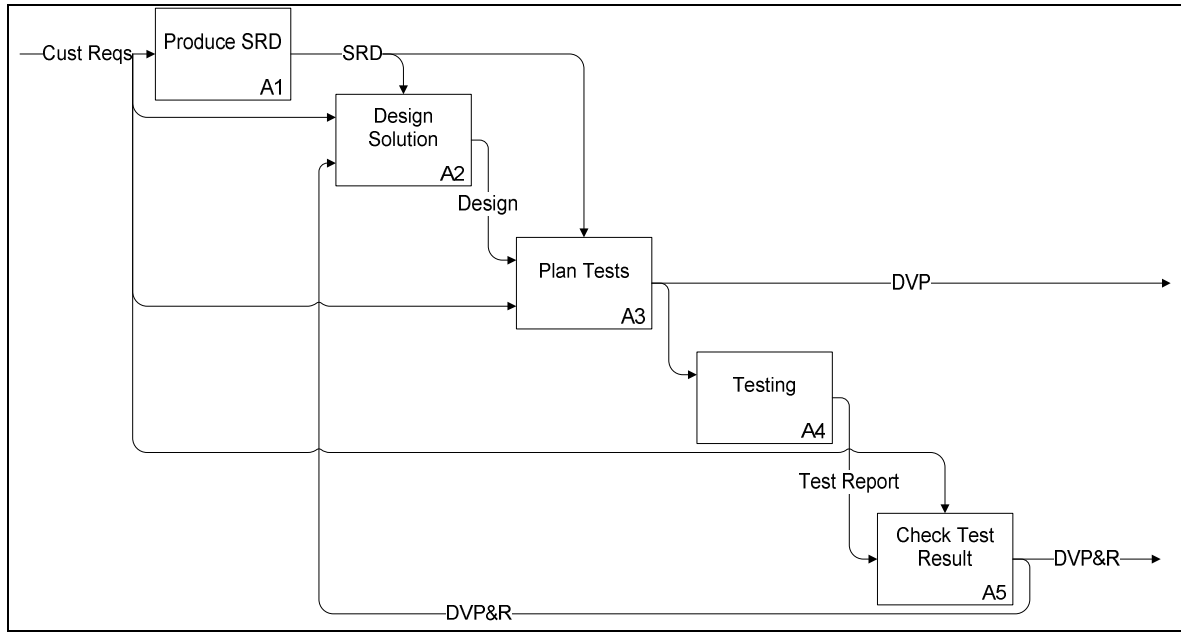 Produce SRD
Cust Reqs
SRD
A1
Design
Solution
A2
Design
Plan Tests
DVP
A3
Testing
A4
Test Report
Check Test
Result
DVP&R
A5
DVP&R